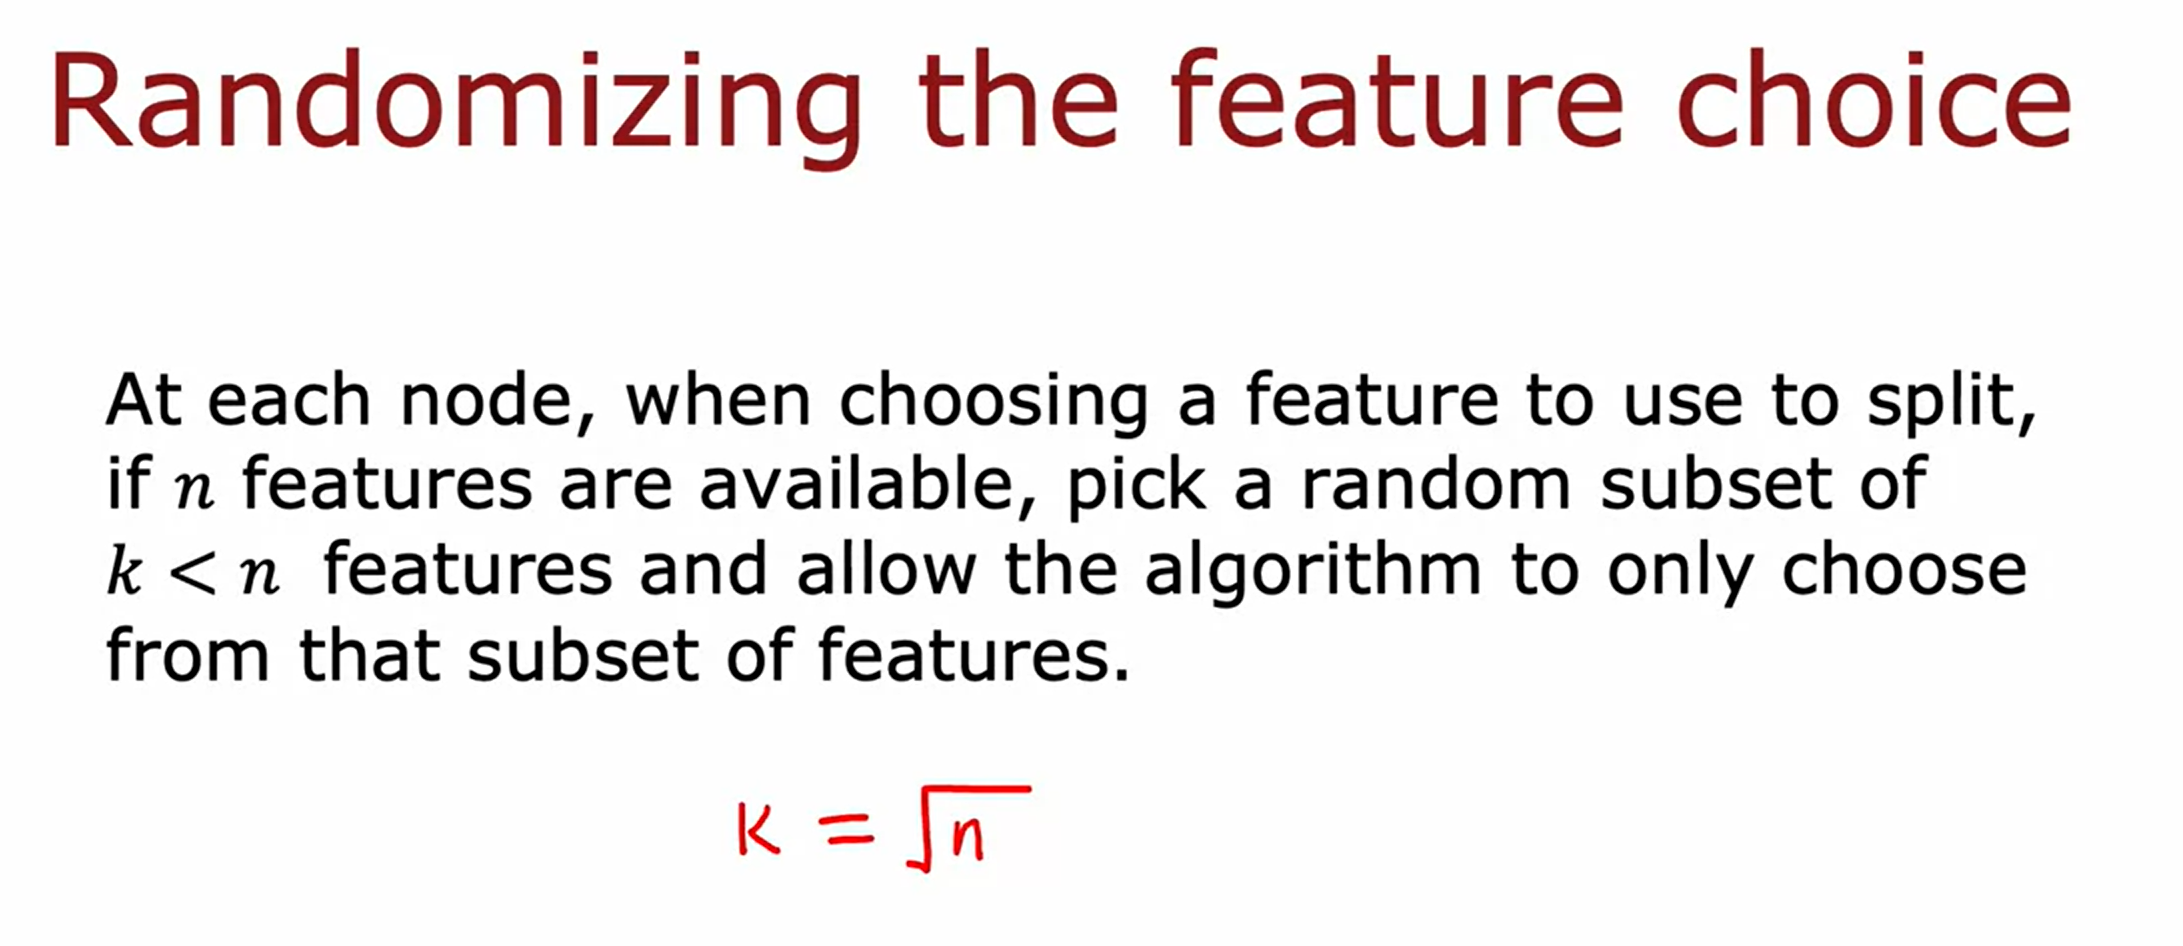 Randomizing the feature choice
At each node, when choosing a feature to use to split,
if n features are available, pick a random subset of
k < n features and allow the algorithm to only choose
from that subset of features.
K = √n